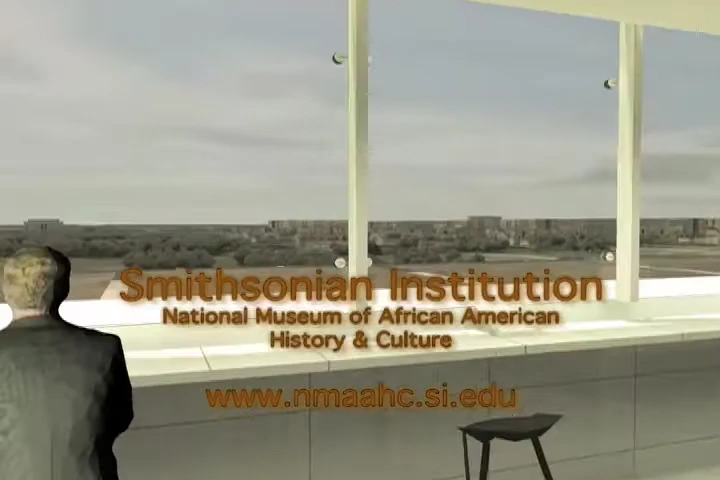 Smithsonian Institution
National Museum of African American
History & Culture
www.nmaahc.si.edu